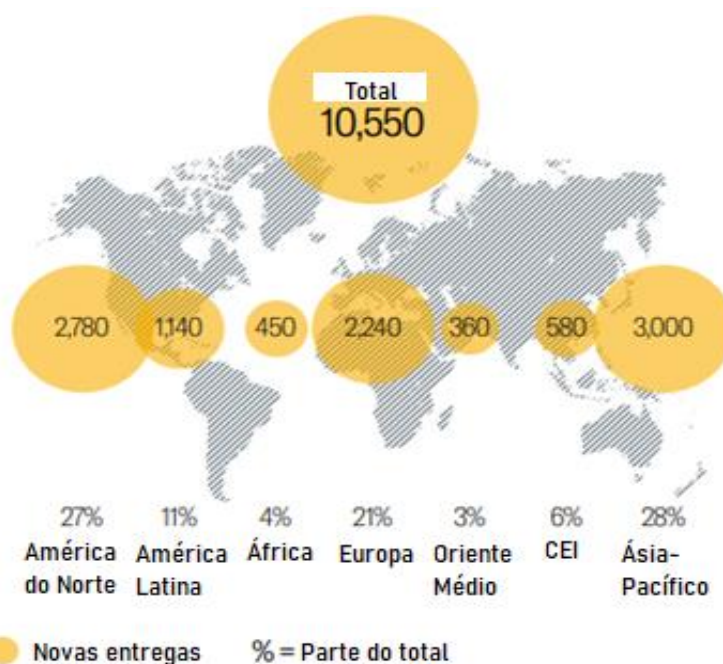 Total
10,550
2,780 1,140 450 2,240 360 580 3,000
27% 11% 4% 21% 3% 6% 28%
América do Norte
América Latina
África
Europa
Oriente Médio
CEI
Ásia-Pacífico
Novas entregas % = Parte do total